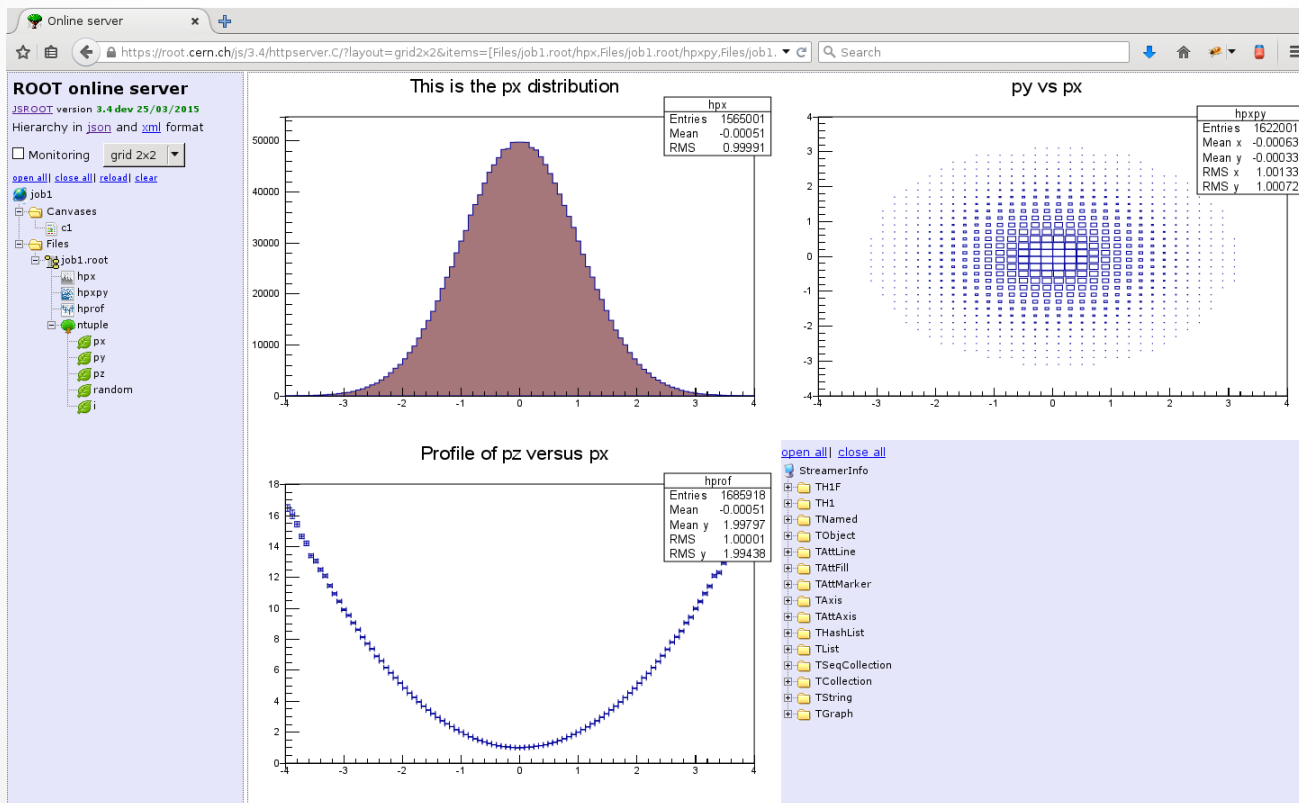 Online server
https://root.cern.ch/js/3.4/httpserver.C/?layout=grid2x2&items=[Files/job1.root/hpx,Files/job1.root/hpxpy,Files/job1.
Search
ROOT online server
JSROOT version 3.4 dev 25/03/2015
Hierarchy in json and xml format
Monitoring grid 2x2
open all| close all| reload| clear
job1
Canvases
c1
Files
job1.root
hpx
hpxpy
hprof
ntuple
px
py
pz
random
i
This is the px distribution
hpx
Entries 1565001
Mean -0.00051
RMS 0.99991
50000
40000
30000
20000
10000
0
-4 -3 -2 -1 0 1 2 3 4
py vs px
hpxpy
Entries 1622001
Mean x -0.00063
Mean y -0.00033
RMS x 1.00133
RMS y 1.00072
4
3
2
1
0
-1
-2
-3
-4
-4 -3 -2 -1 0 1 2 3 4
Profile of pz versus px
hprof
Entries 1685918
Mean -0.00051
Mean y 1.99797
RMS 1.00001
RMS y 1.99438
18
16
14
12
10
8
6
4
2
0
-4 -3 -2 -1 0 1 2 3 4
open all| close all
StreamerInfo
TH1F
TH1
TNamed
TObject
TAttLine
TAttFill
TAttMarker
TAxis
TAttAxis
THashList
TList
TSeqCollection
TCollection
TString
TGraph